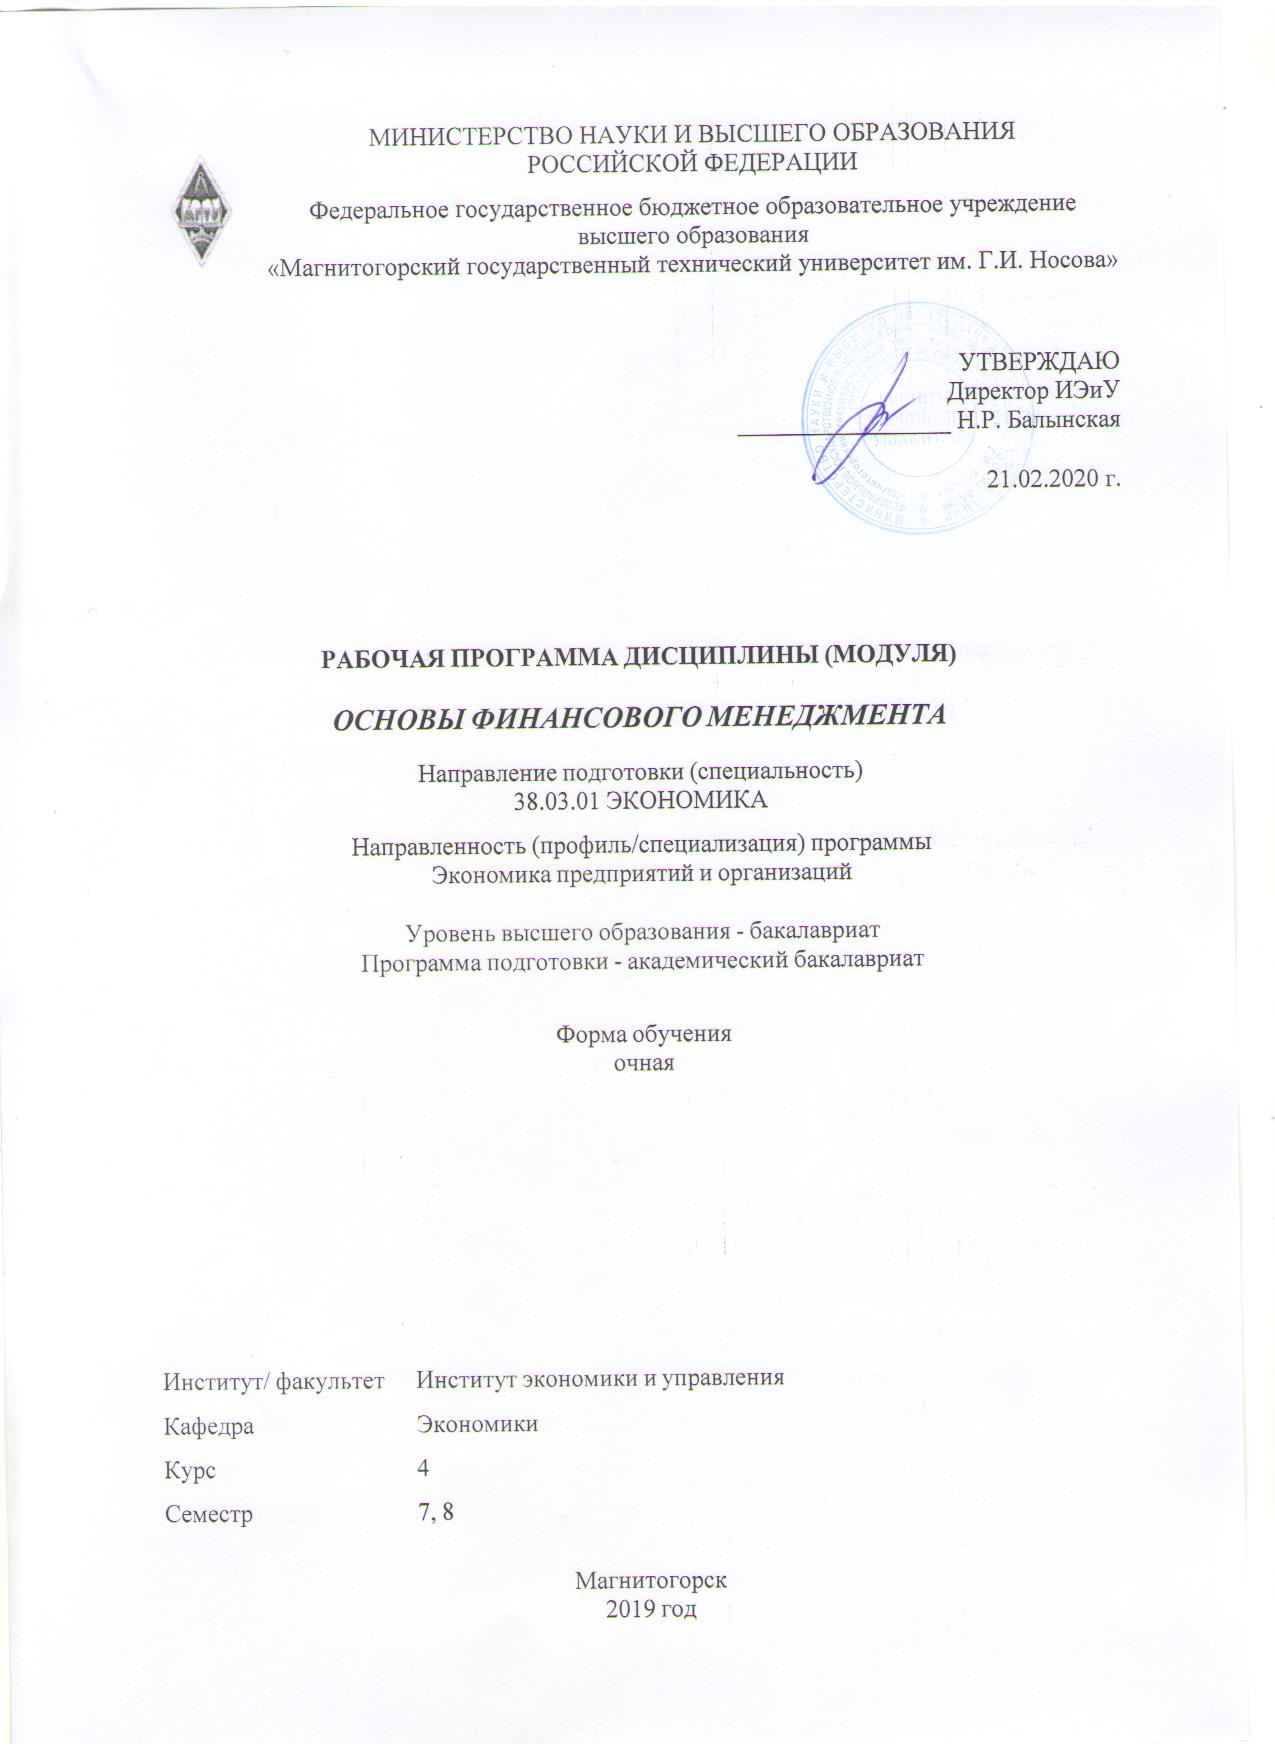 МИНИСТЕРСТВО НАУКИ И ВЫСШЕГО ОБРАЗОВАНИЯ
РОССИЙСКОЙ ФЕДЕРАЦИИ
Федеральное государственное бюджетное образовательное учреждение
высшего образования
«Магнитогорский государственный технический университет им. Г.И. Носова»
МГТУ
УТВЕРЖДАЮ
Директор ИЭиУ
Н.Р. Балынская
21.02.2020 г.
РАБОЧАЯ ПРОГРАММА ДИСЦИПЛИНЫ (МОДУЛЯ)
ОСНОВЫ ФИНАНСОВОГО МЕНЕДЖМЕНТА
Направление подготовки (специальность)
38.03.01 ЭКОНОМИКА
Направленность (профиль/специализация) программы
Экономика предприятий и организаций
Уровень высшего образования - бакалавриат
Программа подготовки - академический бакалавриат
Форма обучения
очная
Институт/ факультет Институт экономики и управления
Кафедра Экономики
Курс 4
Семестр 7, 8
Магнитогорск
2019 год